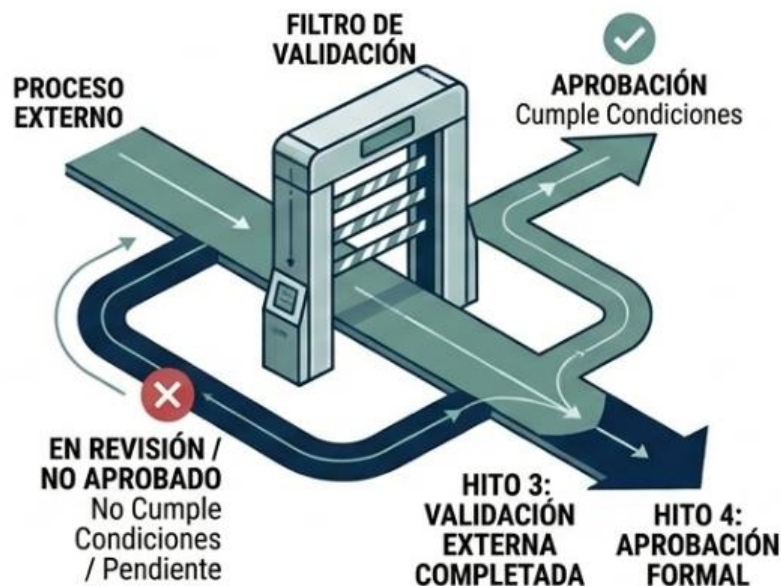 FILTRO DE
VALIDACIÓN
PROCESO
EXTERNO
APROBACIÓN
Cumple Condiciones
EN REVISIÓN /
NO APROBADO
No Cumple
Condiciones
/ Pendiente
HITO 3:
VALIDACIÓN
EXTERNA
COMPLETADA
HITO 4:
APROBACIÓN
FORMAL